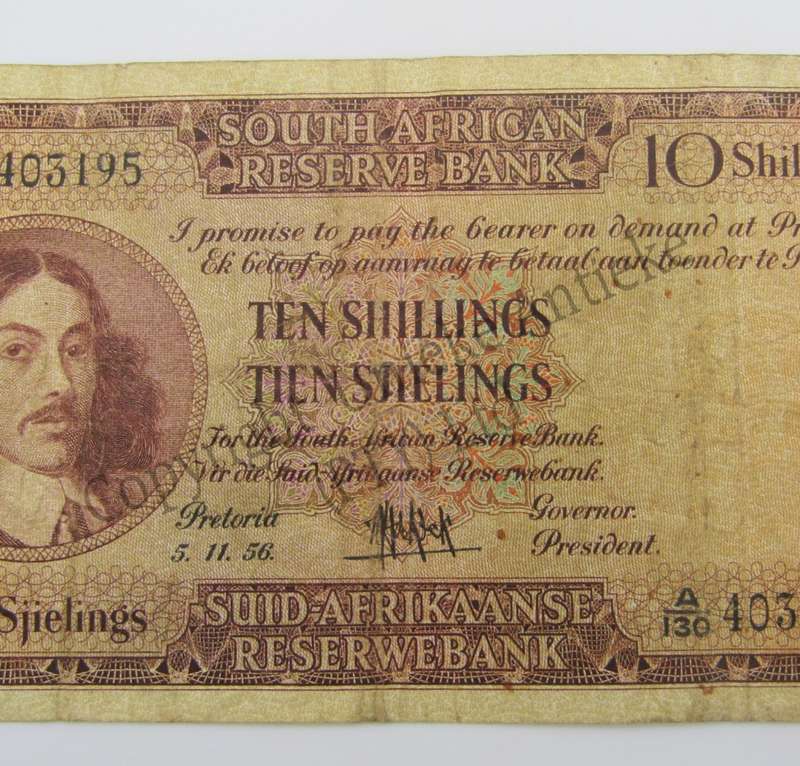 SOUTH AFRICAN
RESERVE BANK
403195
10 Shil
I promise to pay the bearer on demand at Pr
Ek beloof op aanvraag te betaal aan toonder te P
TEN SHILLINGS
TIEN SJIELINGS
For the South African Reserve Bank.
Vir die Suid-Afrikaanse Reserwebank.
Pretoria
5. 11. 56.
Governor.
President.
Sjielings
SUID-AFRIKAANSE
RESERWEBANK
A
130
403
Copyright